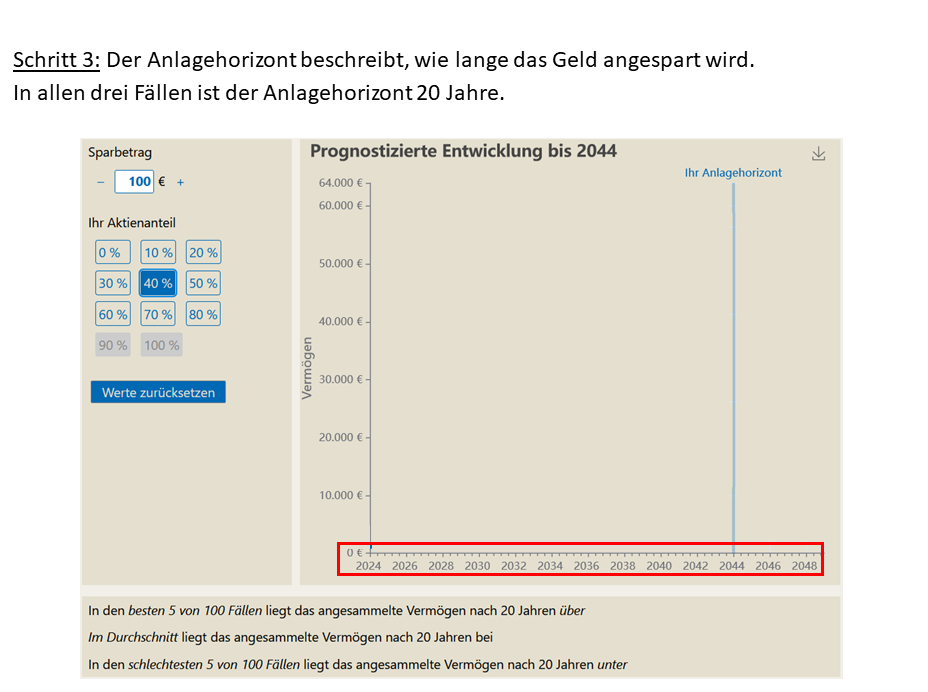 Schritt 3: Der Anlagehorizont beschreibt, wie lange das Geld angespart wird.
In allen drei Fällen ist der Anlagehorizont 20 Jahre.
Sparbetrag
– 100 € +
Ihr Aktienanteil
0 % 10 % 20 %
30 % 40 % 50 %
60 % 70 % 80 %
90 % 100 %
Werte zurücksetzen
Prognostizierte Entwicklung bis 2044
Ihr Anlagehorizont
Vermögen
64.000 €
60.000 €
50.000 €
40.000 €
30.000 €
20.000 €
10.000 €
0 €
2024 2026 2028 2030 2032 2034 2036 2038 2040 2042 2044 2046 2048
In den besten 5 von 100 Fällen liegt das angesammelte Vermögen nach 20 Jahren über
Im Durchschnitt liegt das angesammelte Vermögen nach 20 Jahren bei
In den schlechtesten 5 von 100 Fällen liegt das angesammelte Vermögen nach 20 Jahren unter